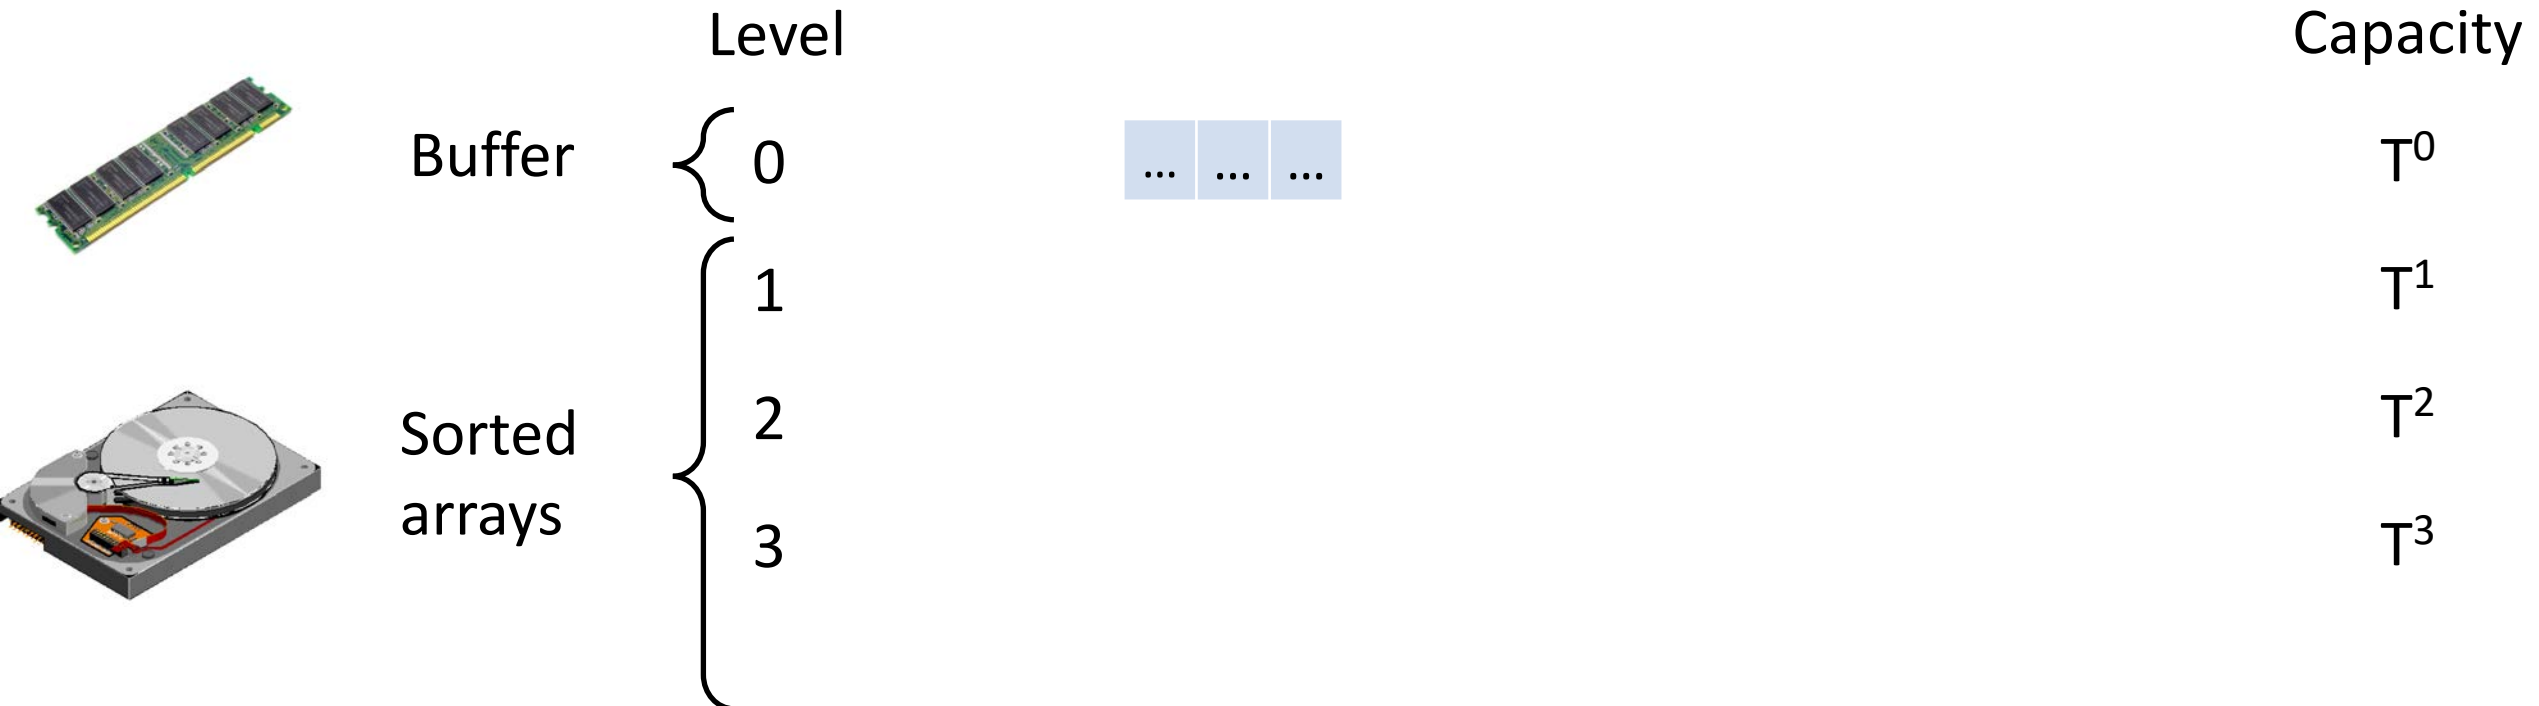 Level Capacity
Buffer 0 ... ... ... T⁰
1 T¹
Sorted
arrays
2 T²
3 T³